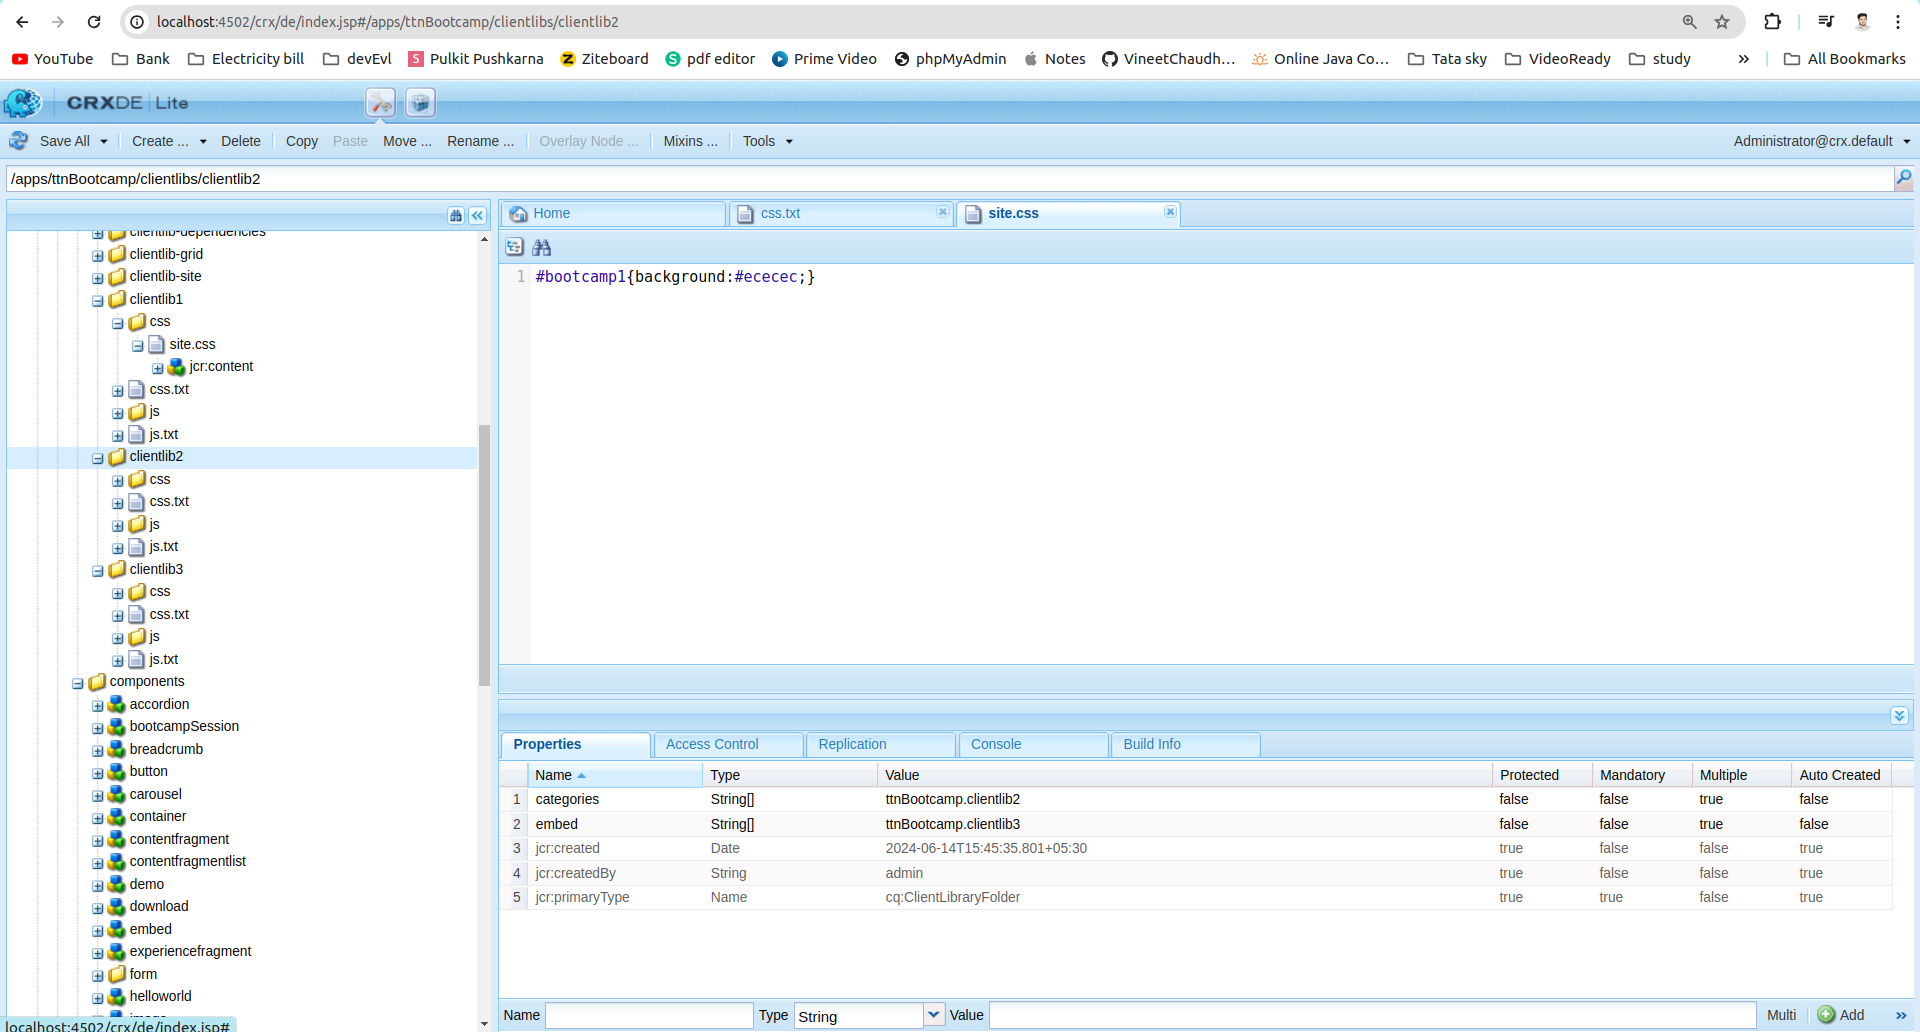 localhost:4502/crx/de/index.jsp#/apps/ttnBootcamp/clientlibs/clientlib2
YouTube Bank Electricity bill devEvl Pulkit Pushkarna Ziteboard pdf editor Prime Video phpMyAdmin Notes VineetChaudh... Online Java Co... Tata sky VideoReady study » All Bookmarks
CRXDE Lite
Save All Create ... Delete Copy Paste Move ... Rename ... Overlay Node ... Mixins ... Tools Administrator@crx.default
/apps/ttnBootcamp/clientlibs/clientlib2
clientlib-dependencies
clientlib-grid
clientlib-site
clientlib1
css
site.css
jcr:content
css.txt
js
js.txt
clientlib2
css
css.txt
js
js.txt
clientlib3
css
css.txt
js
js.txt
components
accordion
bootcampSession
breadcrumb
button
carousel
container
contentfragment
contentfragmentlist
demo
download
embed
experiencefragment
form
helloworld
image
localhost:4502/crx/de/index.jsp#
Home css.txt site.css
1 #bootcamp1{background:#ececec;}
Properties Access Control Replication Console Build Info
Name Type Value Protected Mandatory Multiple Auto Created
1 categories String[] ttnBootcamp.clientlib2 false false true false
2 embed String[] ttnBootcamp.clientlib3 false false true false
3 jcr:created Date 2024-06-14T15:45:35.801+05:30 true false false true
4 jcr:createdBy String admin true false false true
5 jcr:primaryType Name cq:ClientLibraryFolder true true false true
Name Type String Value Multi Add »